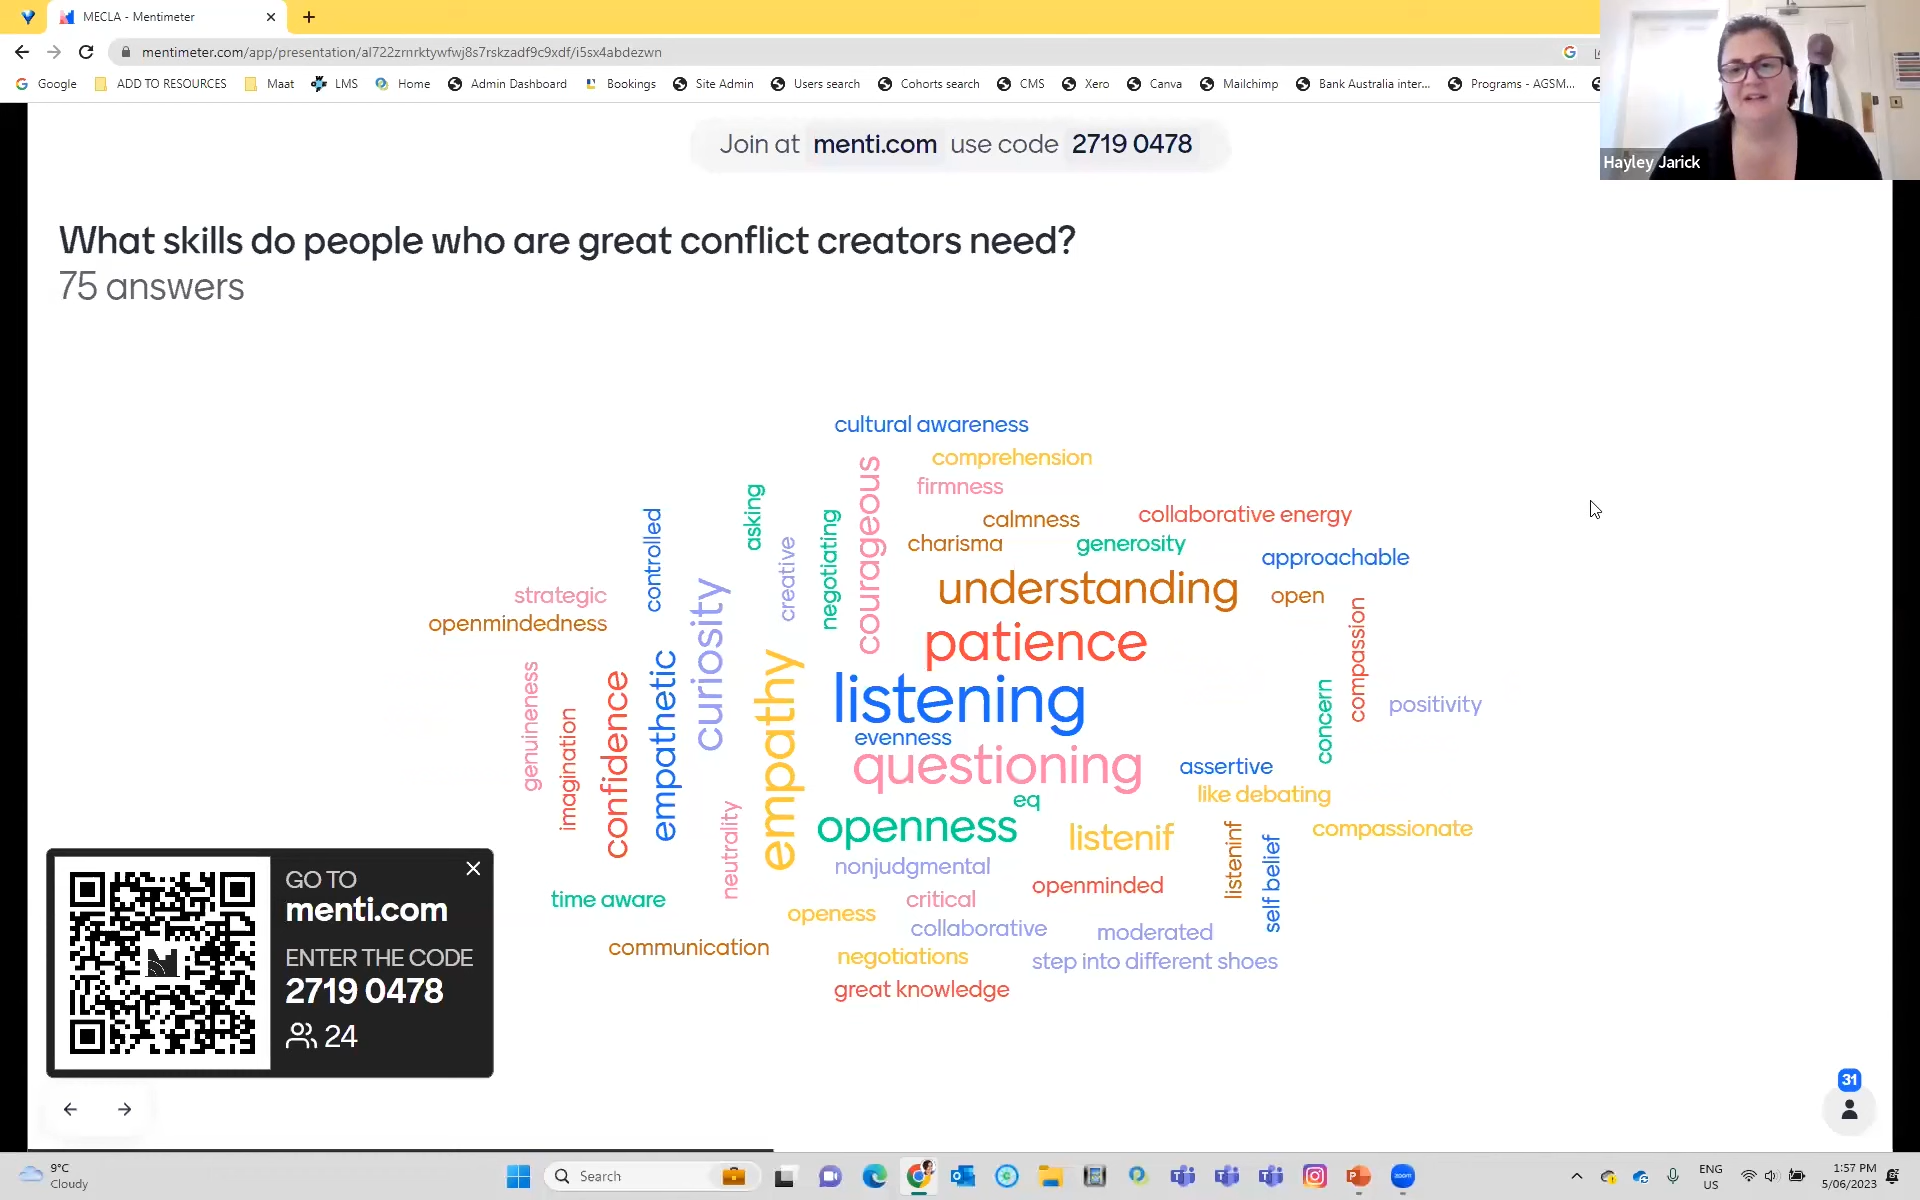 MECLA - Mentimeter
mentimeter.com/app/presentation/al722zrnrktywfwj8s7rskzadf9c9xdf/i5sx4abdezwn
Google ADD TO RESOURCES Maat LMS Home Admin Dashboard Bookings Site Admin Users search Cohorts search CMS Xero Canva Mailchimp Bank Australia inter... Programs - AGSM...
Hayley Jarick
Join at menti.com use code 2719 0478
What skills do people who are great conflict creators need?
75 answers
cultural awareness
comprehension
firmness
courageous
asking
controlled
negotiating
creative
calmness
collaborative energy
charisma
generosity
approachable
understanding
open
strategic
openmindedness
curiosity
compassion
patience
empathy
empathetic
genuineness
confidence
imagination
listening
concern
positivity
evenness
questioning
assertive
eq
like debating
neutrality
openness
listenif
listeninf
self belief
compassionate
nonjudgmental
openminded
time aware
critical
openess
collaborative
moderated
communication
negotiations
step into different shoes
great knowledge
GO TO
menti.com
ENTER THE CODE
2719 0478
24
31
9°C
Cloudy
Search
zoom
ENG
US
1:57 PM
5/06/2023